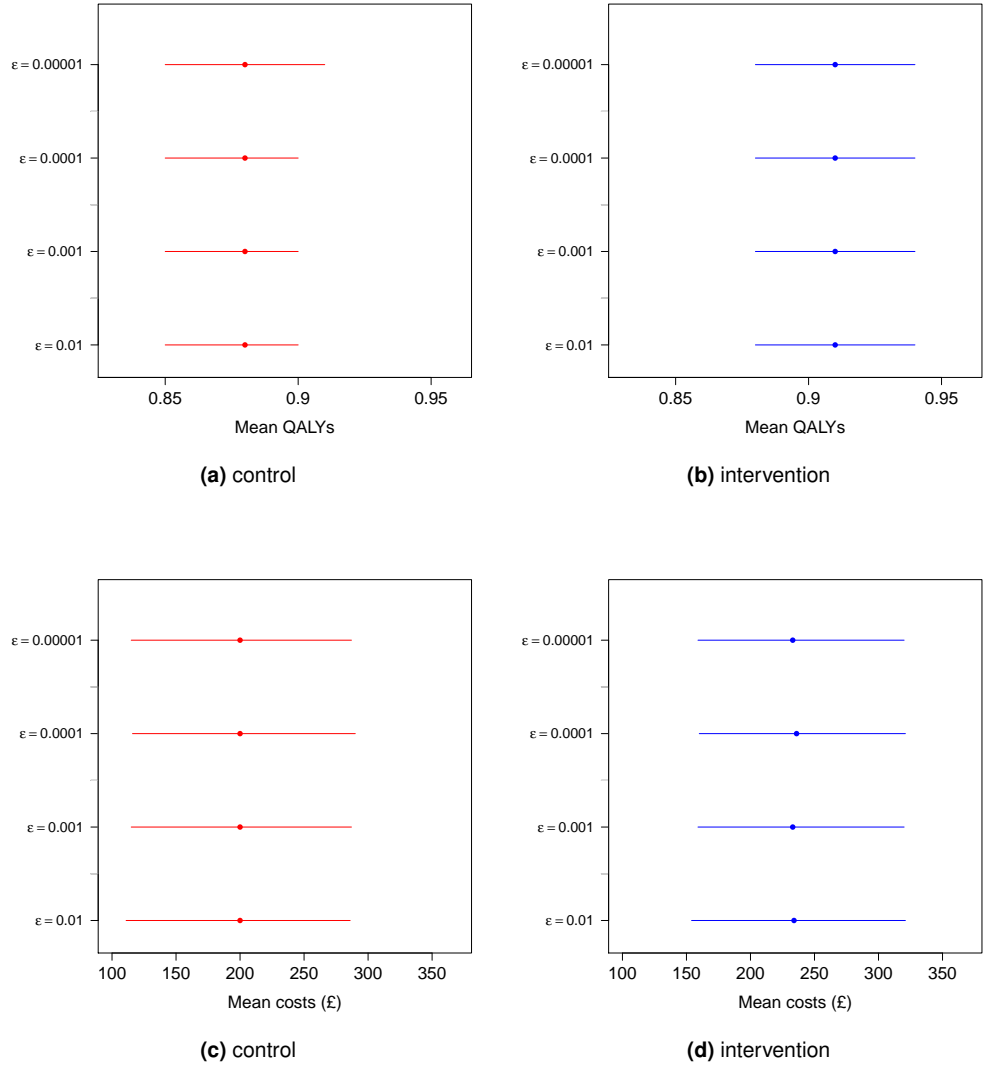 ε = 0.00001
ε = 0.0001
ε = 0.001
ε = 0.01
0.85 0.9 0.95
Mean QALYs
(a) control
ε = 0.00001
ε = 0.0001
ε = 0.001
ε = 0.01
0.85 0.9 0.95
Mean QALYs
(b) intervention
ε = 0.00001
ε = 0.0001
ε = 0.001
ε = 0.01
100 150 200 250 300 350
Mean costs (£)
(c) control
ε = 0.00001
ε = 0.0001
ε = 0.001
ε = 0.01
100 150 200 250 300 350
Mean costs (£)
(d) intervention